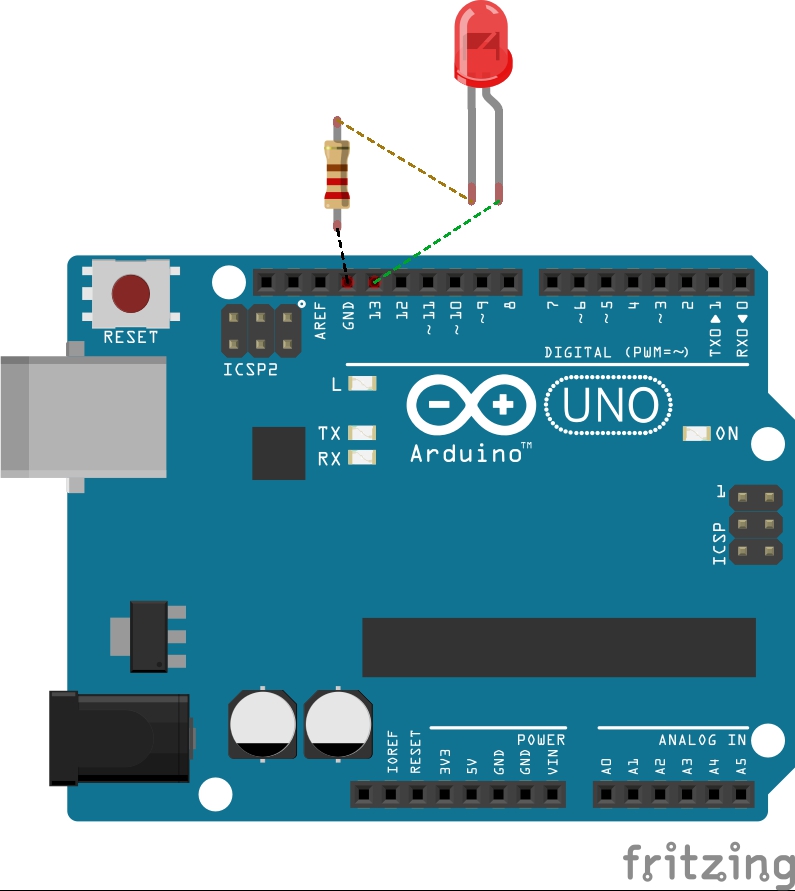 RESET
ICSP2
AREF
GND
13
12
~11
~10
~9
8
7
~6
~5
4
~3
2
TX0▶1
RX0◀0
DIGITAL (PWM=~)
L
TX
RX
Arduino™
UNO
ON
1
ICSP
IOREF
RESET
3V3
5V
GND
GND
VIN
POWER
ANALOG IN
A0
A1
A2
A3
A4
A5
fritzing